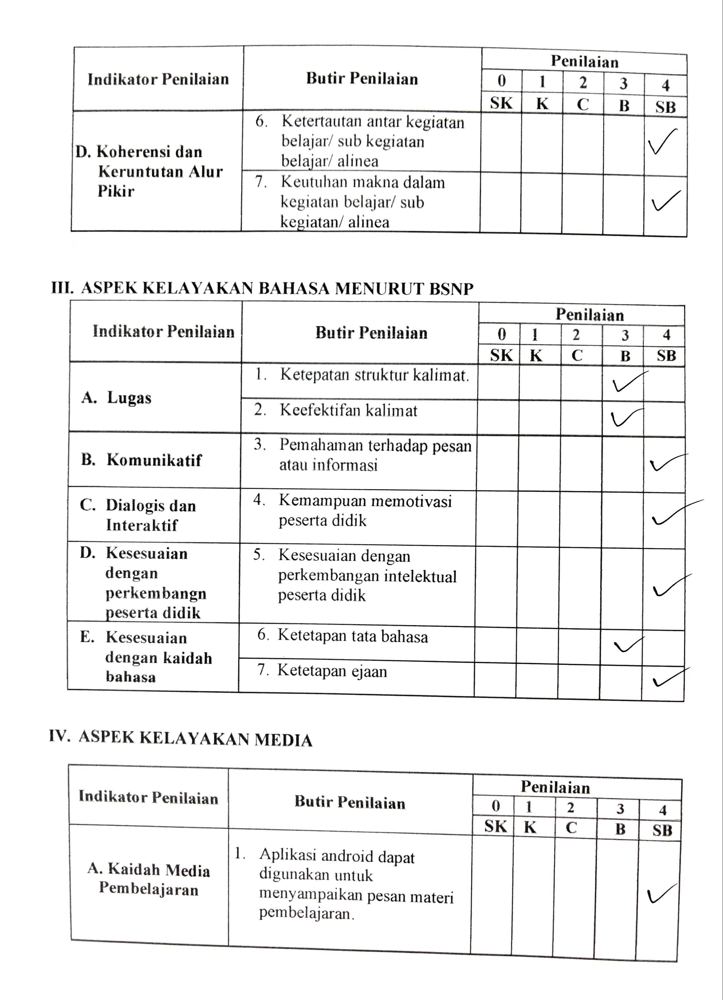 Indikator Penilaian Butir Penilaian Penilaian
0 1 2 3 4
SK K C B SB
D. Koherensi dan
Keruntutan Alur
Pikir
6. Ketertautan antar kegiatan
belajar/ sub kegiatan
belajar/ alinea
✓
7. Keutuhan makna dalam
kegiatan belajar/ sub
kegiatan/ alinea
✓
III. ASPEK KELAYAKAN BAHASA MENURUT BSNP
Indikator Penilaian Butir Penilaian Penilaian
0 1 2 3 4
SK K C B SB
A. Lugas
1. Ketepatan struktur kalimat.
✓
2. Keefektifan kalimat
✓
B. Komunikatif
3. Pemahaman terhadap pesan
atau informasi
✓
C. Dialogis dan
Interaktif
4. Kemampuan memotivasi
peserta didik
✓
D. Kesesuaian
dengan
perkembangn
peserta didik
5. Kesesuaian dengan
perkembangan intelektual
peserta didik
✓
E. Kesesuaian
dengan kaidah
bahasa
6. Ketetapan tata bahasa
✓
7. Ketetapan ejaan
✓
IV. ASPEK KELAYAKAN MEDIA
Indikator Penilaian Butir Penilaian Penilaian
0 1 2 3 4
SK K C B SB
A. Kaidah Media
Pembelajaran
1. Aplikasi android dapat
digunakan untuk
menyampaikan pesan materi
pembelajaran.
✓